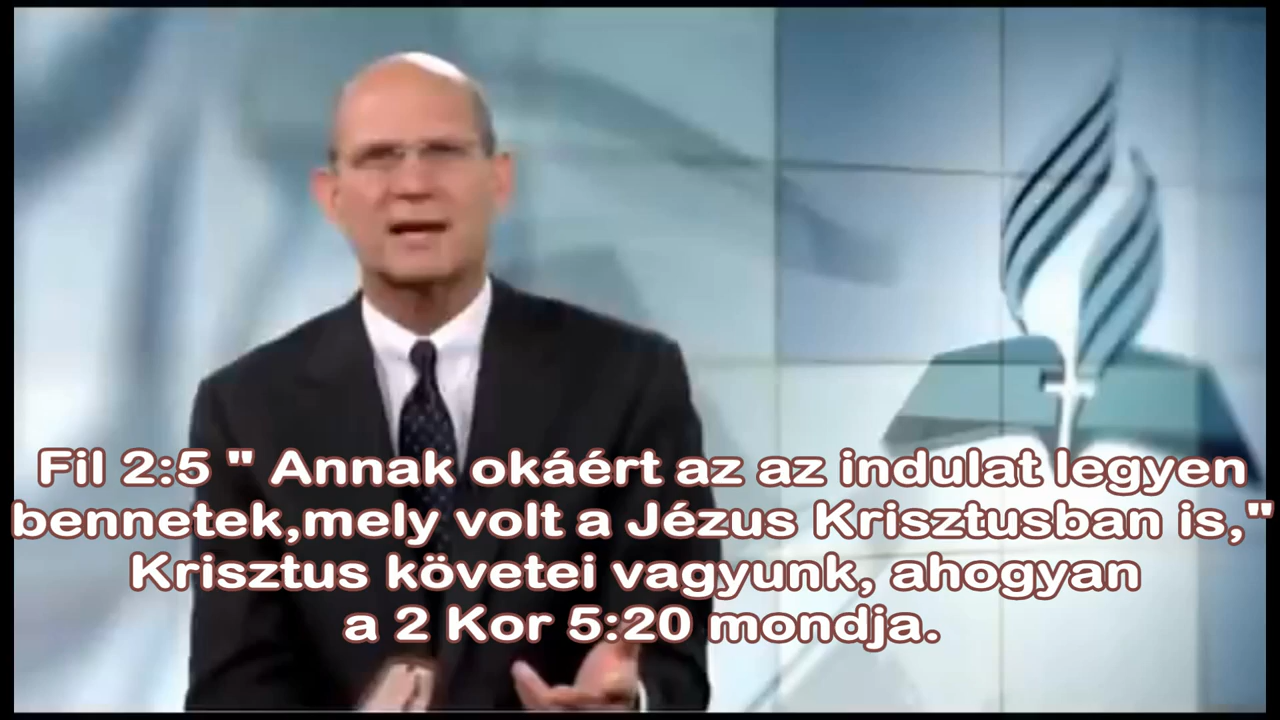 Fil 2:5 " Annak okáért az az indulat legyen
bennetek,mely volt a Jézus Krisztusban is,"
Krisztus követei vagyunk, ahogyan
a 2 Kor 5:20 mondja.